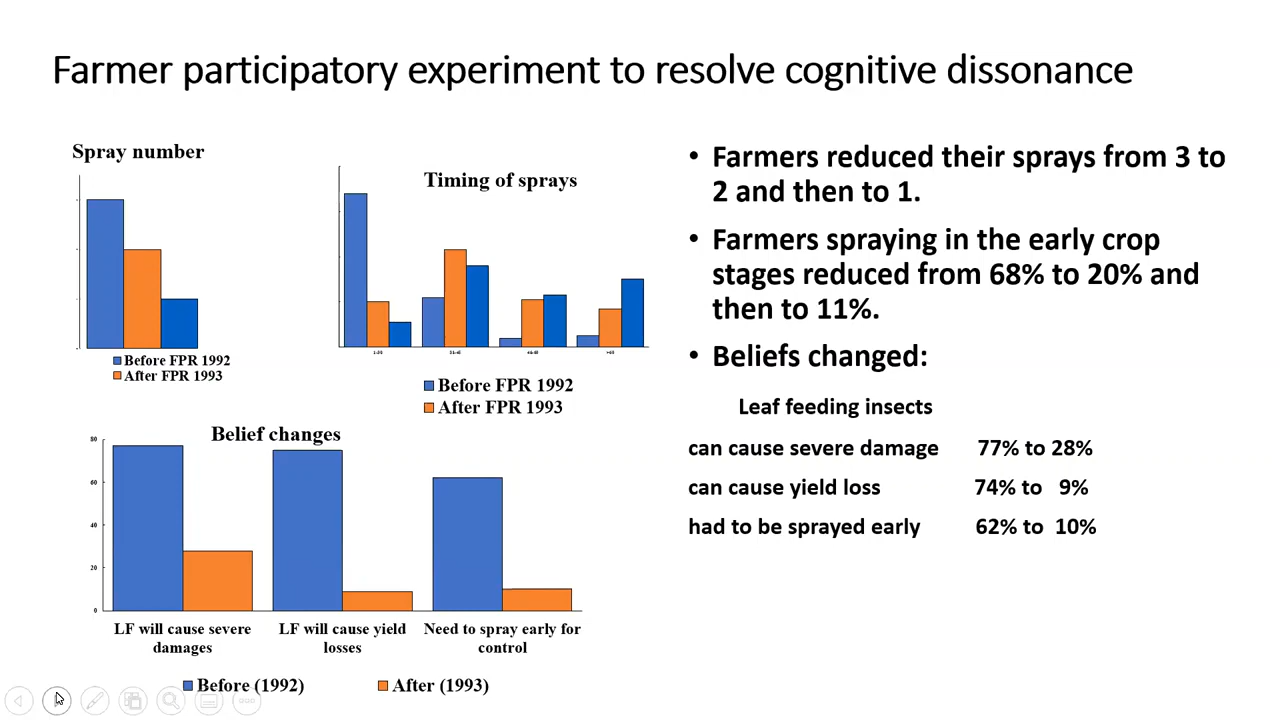 Farmer participatory experiment to resolve cognitive dissonance
Spray number
Before FPR 1992
After FPR 1993
Timing of sprays
Before FPR 1992
After FPR 1993
Belief changes
80
60
40
20
0
LF will cause severe
damages
LF will cause yield
losses
Need to spray early for
control
Before (1992)
After (1993)
• Farmers reduced their sprays from 3 to
2 and then to 1.
• Farmers spraying in the early crop
stages reduced from 68% to 20% and
then to 11%.
• Beliefs changed:
Leaf feeding insects
can cause severe damage 77% to 28%
can cause yield loss 74% to 9%
had to be sprayed early 62% to 10%